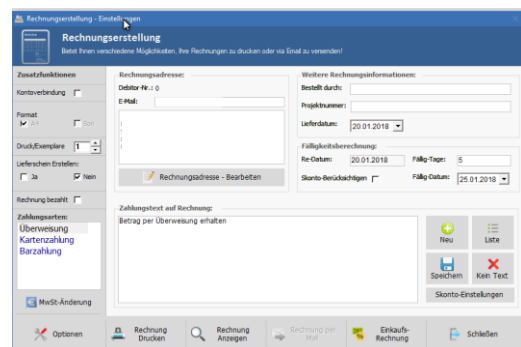 Rechnungserstellung - Einstellungen
Rechnungserstellung
Bietet Ihnen verschiedene Möglichkeiten, Ihre Rechnungen zu drucken oder via Email zu versenden!
Zusatzfunktionen
Kontoverbindung
Format
A4
Bon
Druck/Exemplare 1
Lieferschein Erstellen:
Ja
Nein
Rechnung bezahlt
Zahlungsarten:
Überweisung
Kartenzahlung
Barzahlung
MwSt-Änderung
Rechnungsadresse:
Debitor-Nr.: 0
E-Mail:
Rechnungsadresse - Bearbeiten
Weitere Rechnungsinformationen:
Bestellt durch:
Projektnummer:
Lieferdatum: 20.01.2018
Fälligkeitsberechnung:
Re-Datum: 20.01.2018 Fällig-Tage: 5
Skonto-Berücksichtigen Fällig-Datum: 25.01.2018
Zahlungstext auf Rechnung:
Betrag per Überweisung erhalten
Neu
Liste
Speichern
Kein Text
Skonto-Einstellungen
Optionen
Rechnung Drucken
Rechnung Anzeigen
Rechnung per Mail
Einkaufs-Rechnung
Schließen